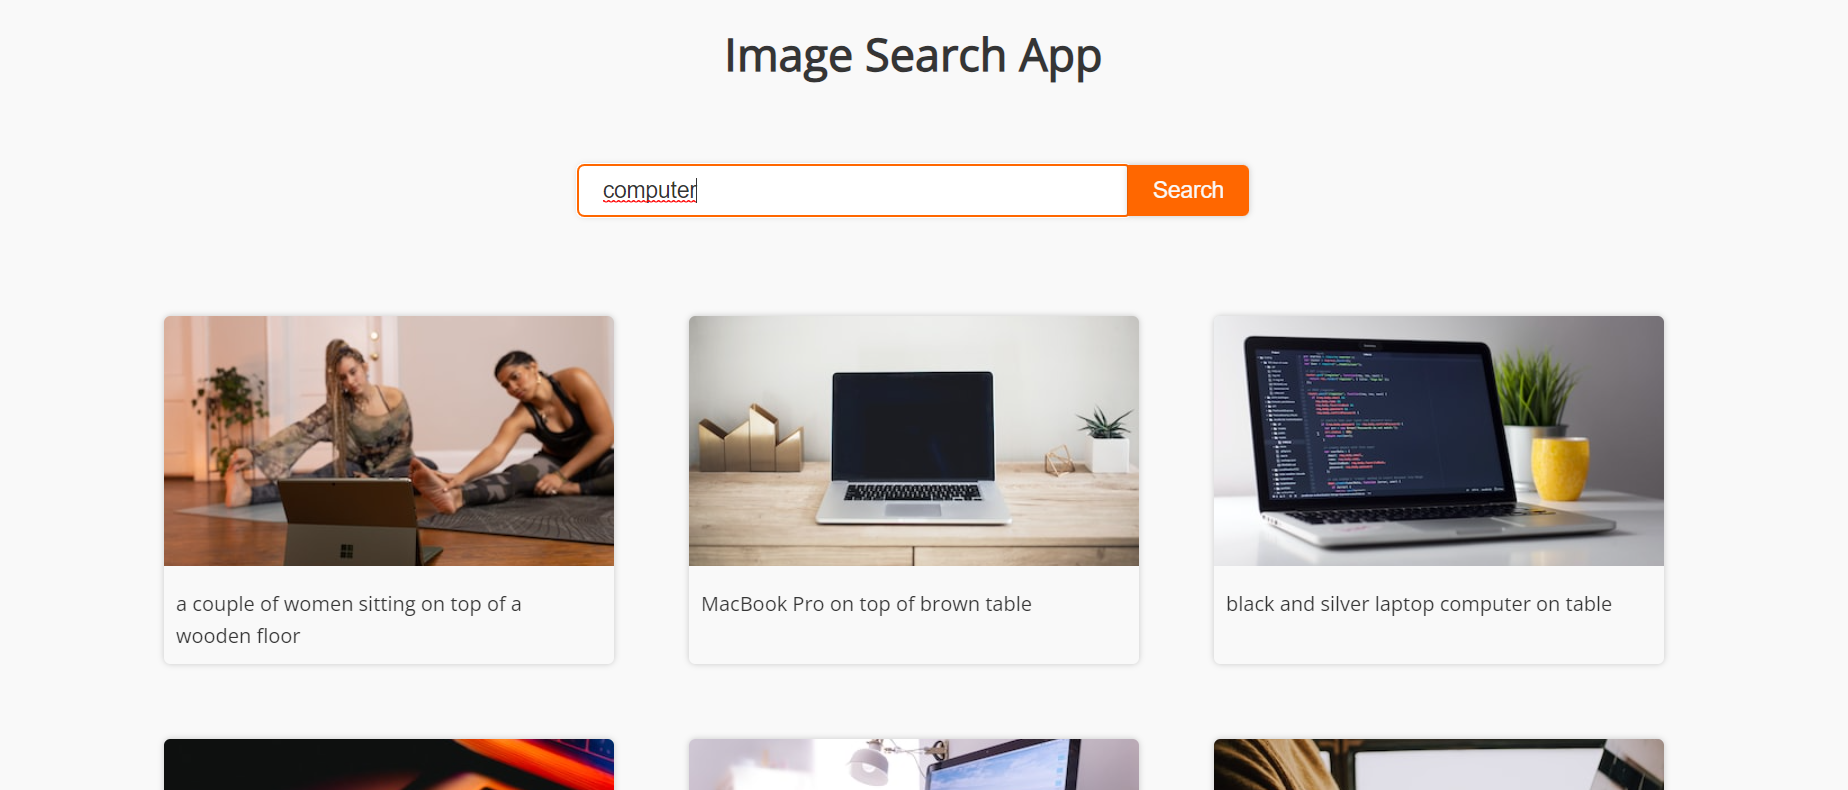 Image Search App
computer
Search
a couple of women sitting on top of a
wooden floor
MacBook Pro on top of brown table
black and silver laptop computer on table